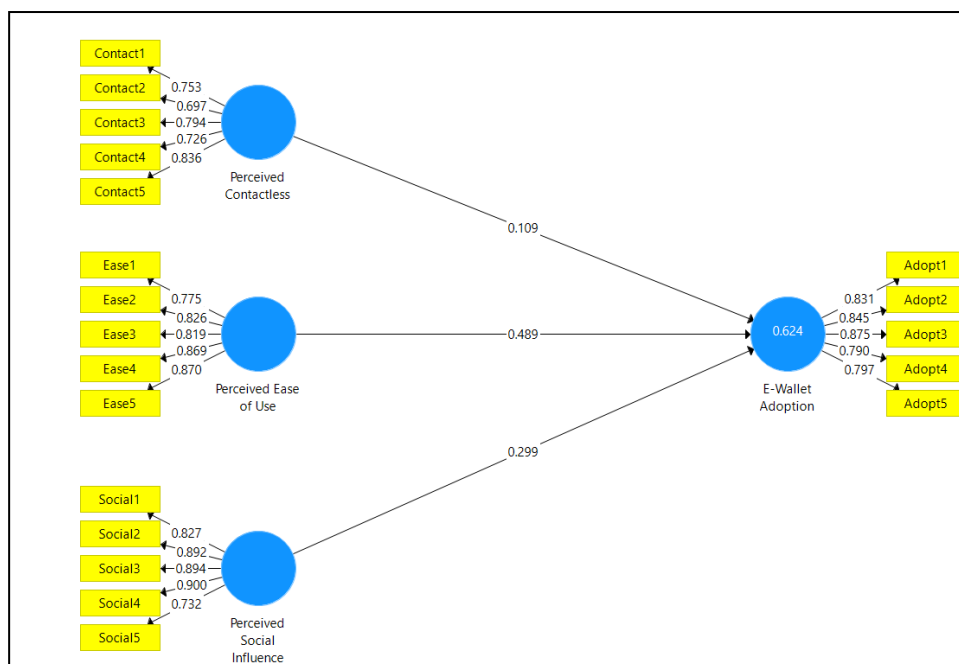 Contact1
Contact2
Contact3
Contact4
Contact5
0.753
0.697
0.794
0.726
0.836
Perceived
Contactless
0.109
Ease1
Ease2
Ease3
Ease4
Ease5
0.775
0.826
0.819
0.869
0.870
Perceived Ease
of Use
0.489
Social1
Social2
Social3
Social4
Social5
0.827
0.892
0.894
0.900
0.732
Perceived
Social
Influence
0.299
0.624
E-Wallet
Adoption
0.831
0.845
0.875
0.790
0.797
Adopt1
Adopt2
Adopt3
Adopt4
Adopt5